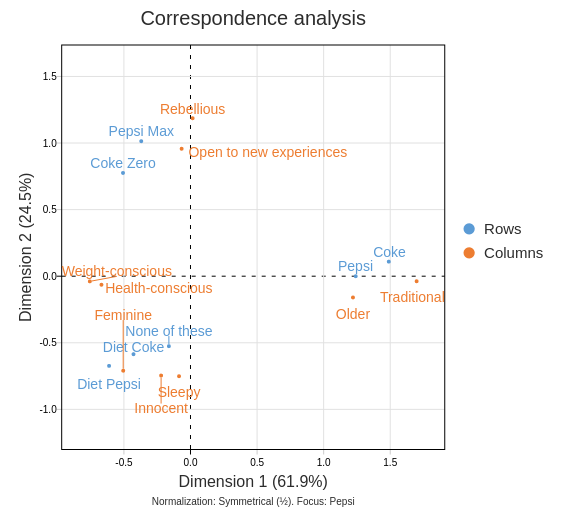 Correspondence analysis
1.5
Rebellious
Pepsi Max
1.0
Open to new experiences
Coke Zero
0.5
Coke
Pepsi
Weight-conscious
0.0
Health-conscious
Traditional
Older
Feminine
None of these
-0.5
Diet Coke
Diet Pepsi
Sleepy
Innocent
-1.0
Dimension 2 (24.5%)
Rows
Columns
-0.5 0.0 0.5 1.0 1.5
Dimension 1 (61.9%)
Normalization: Symmetrical (½). Focus: Pepsi